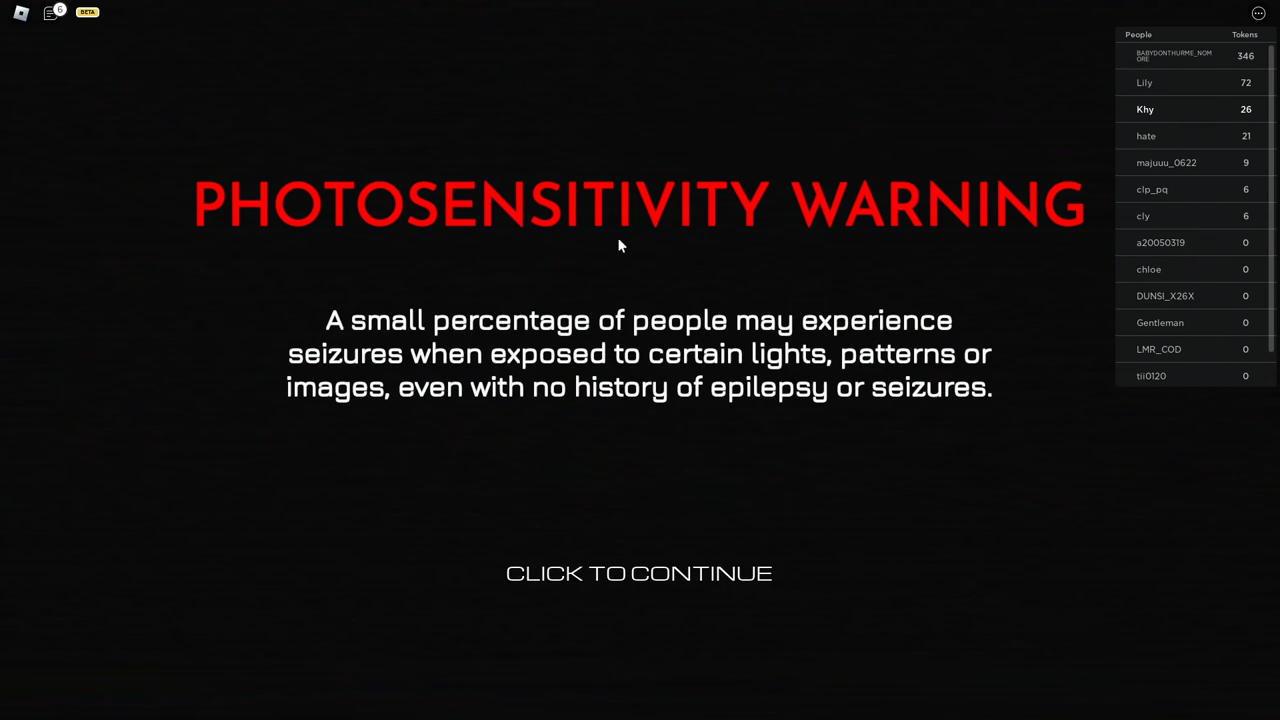 6
BETA
People Tokens
BABYDONTHURME_NOM
ORE 346
Lily 72
Khy 26
hate 21
majuuu_0622 9
clp_pq 6
cly 6
a20050319 0
chloe 0
DUNSI_X26X 0
Gentleman 0
LMR_COD 0
tii0120 0
PHOTOSENSITIVITY WARNING
A small percentage of people may experience
seizures when exposed to certain lights, patterns or
images, even with no history of epilepsy or seizures.
CLICK TO CONTINUE